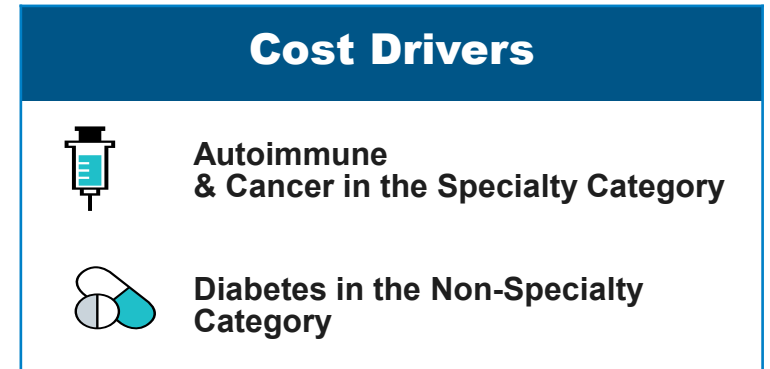 Cost Drivers
Autoimmune
& Cancer in the Specialty Category
Diabetes in the Non-Specialty
Category